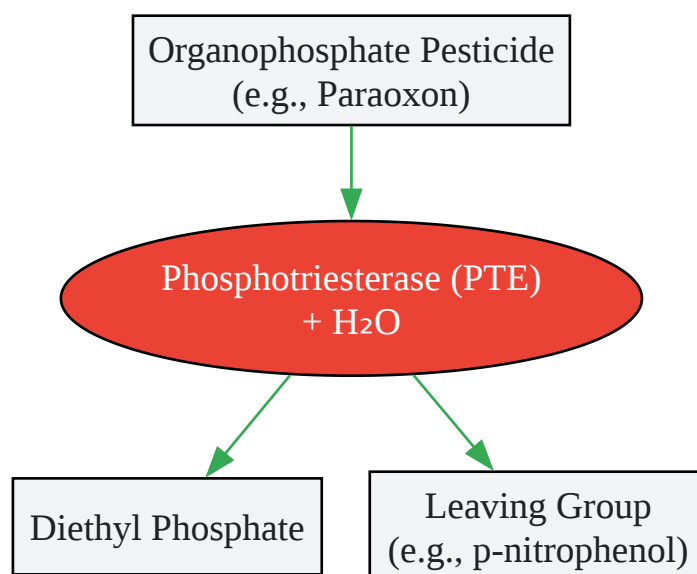 Organophosphate Pesticide
(e.g., Paraoxon)
Phosphotriesterase (PTE)
+ H₂O
Diethyl Phosphate
Leaving Group
(e.g., p-nitrophenol)